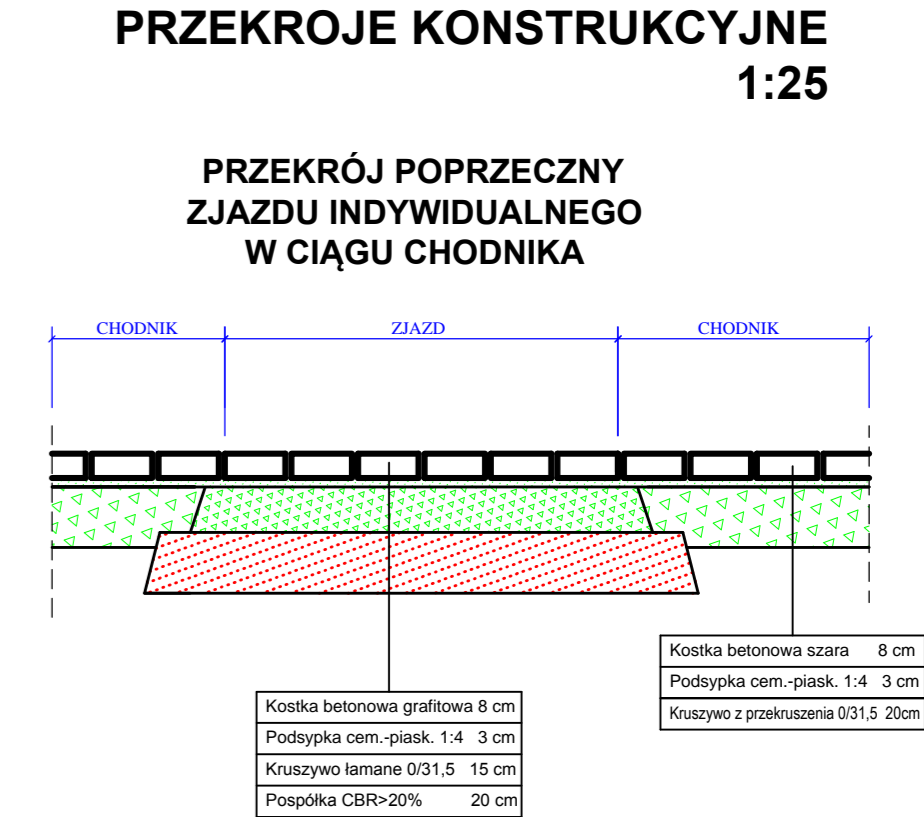 PRZEKROJE KONSTRUKCYJNE
1:25
PRZEKRÓJ POPRZECZNY
ZJAZDU INDYWIDUALNEGO
W CIĄGU CHODNIKA
CHODNIK ZJAZD CHODNIK
Kostka betonowa szara 8 cm
Podsypka cem.-piask. 1:4 3 cm
Kruszywo z przekruszenia 0/31,5 20cm
Kostka betonowa grafitowa 8 cm
Podsypka cem.-piask. 1:4 3 cm
Kruszywo łamane 0/31,5 15 cm
Pospółka CBR>20% 20 cm